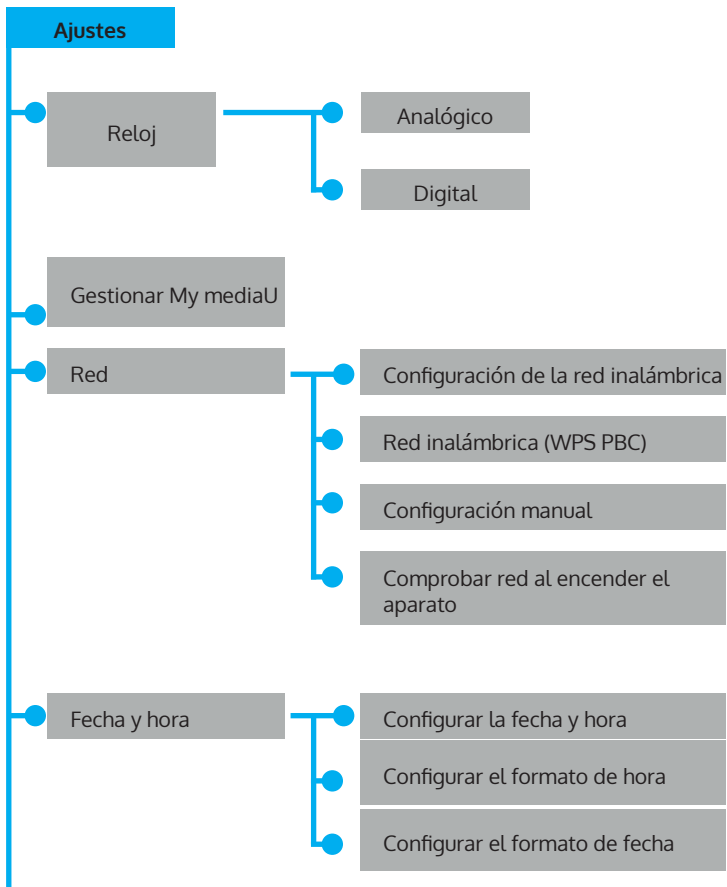 Ajustes
Reloj
Analógico
Digital
Gestionar My mediaU
Red
Configuración de la red inalámbrica
Red inalámbrica (WPS PBC)
Configuración manual
Comprobar red al encender el
aparato
Fecha y hora
Configurar la fecha y hora
Configurar el formato de hora
Configurar el formato de fecha